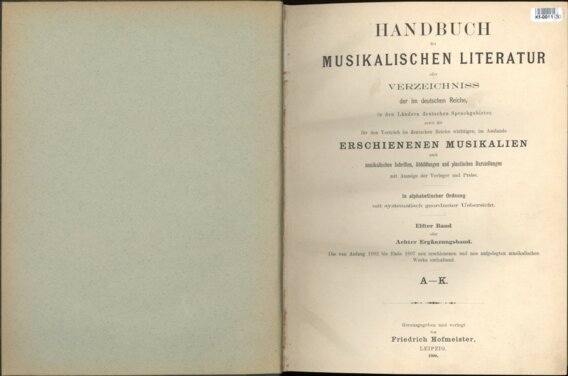 HANDBUCH
der
MUSIKALISCHEN LITERATUR
oder
VERZEICHNISS
der im deutschen Reiche,
in den Ländern deutschen Sprachgebietes
sowie der
für den Vertrieb im deutschen Reiche wichtigen, im Auslande
ERSCHIENENEN MUSIKALIEN
auch
musikalischen Schriften, Abbildungen und plastischen Darstellungen
mit Anzeige der Verleger und Preise.
In alphabetischer Ordnung
mit systematisch geordneter Uebersicht.
Elfter Band
oder
Achter Ergänzungsband.
Die von Anfang 1892 bis Ende 1897 neu erschienenen und neu aufgelegten musikalischen
Werke enthaltend
A—K.
Herausgegeben und verlegt
von
Friedrich Hofmeister.
LEIPZIG.